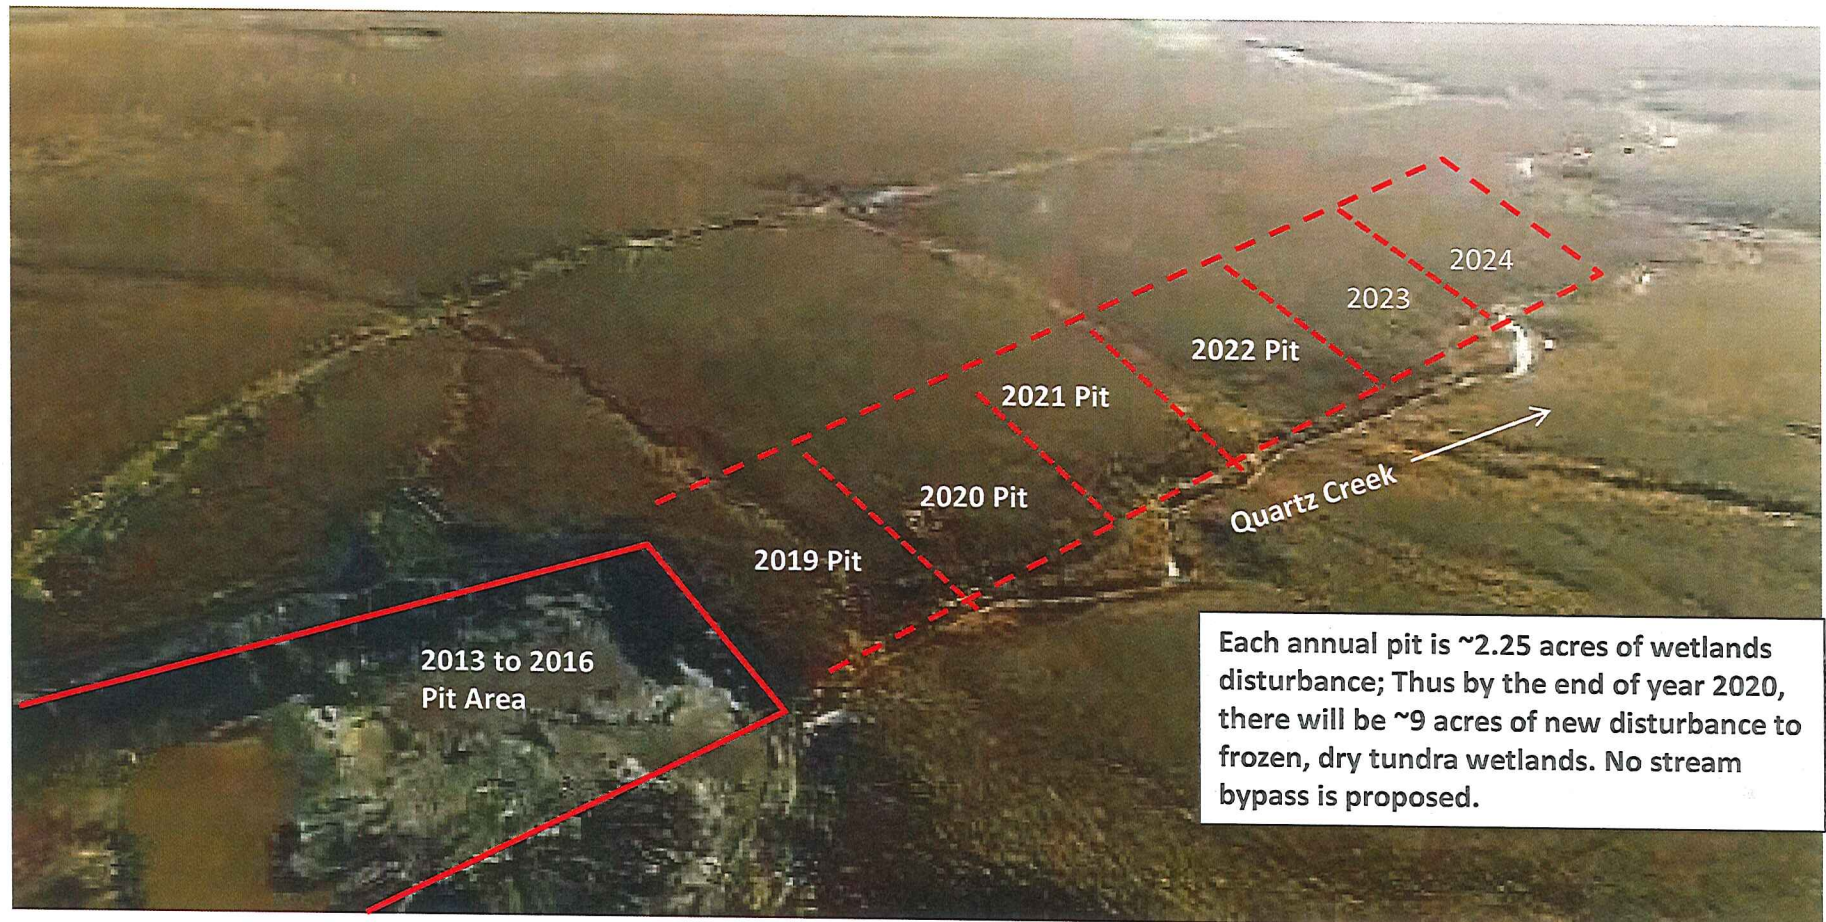 2024
2023
2022 Pit
2021 Pit
2020 Pit
Quartz Creek
2019 Pit
2013 to 2016
Pit Area
Each annual pit is ~2.25 acres of wetlands
disturbance; Thus by the end of year 2020,
there will be ~9 acres of new disturbance to
frozen, dry tundra wetlands. No stream
bypass is proposed.